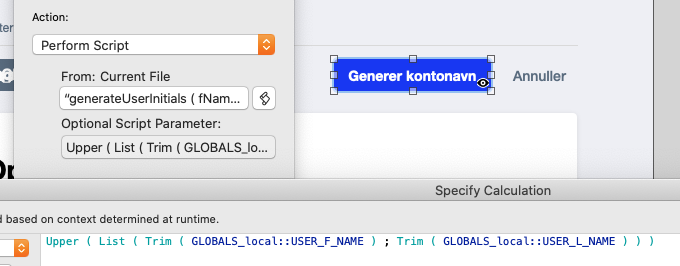 Action:
Perform Script
From: Current File
“generateUserInitials ( fNam...
Optional Script Parameter:
Upper ( List ( Trim ( GLOBALS_lo...
Generer kontonavn
Annuller
Specify Calculation
d based on context determined at runtime.
Upper ( List ( Trim ( GLOBALS_local::USER_F_NAME ) ; Trim ( GLOBALS_local::USER_L_NAME ) ) )